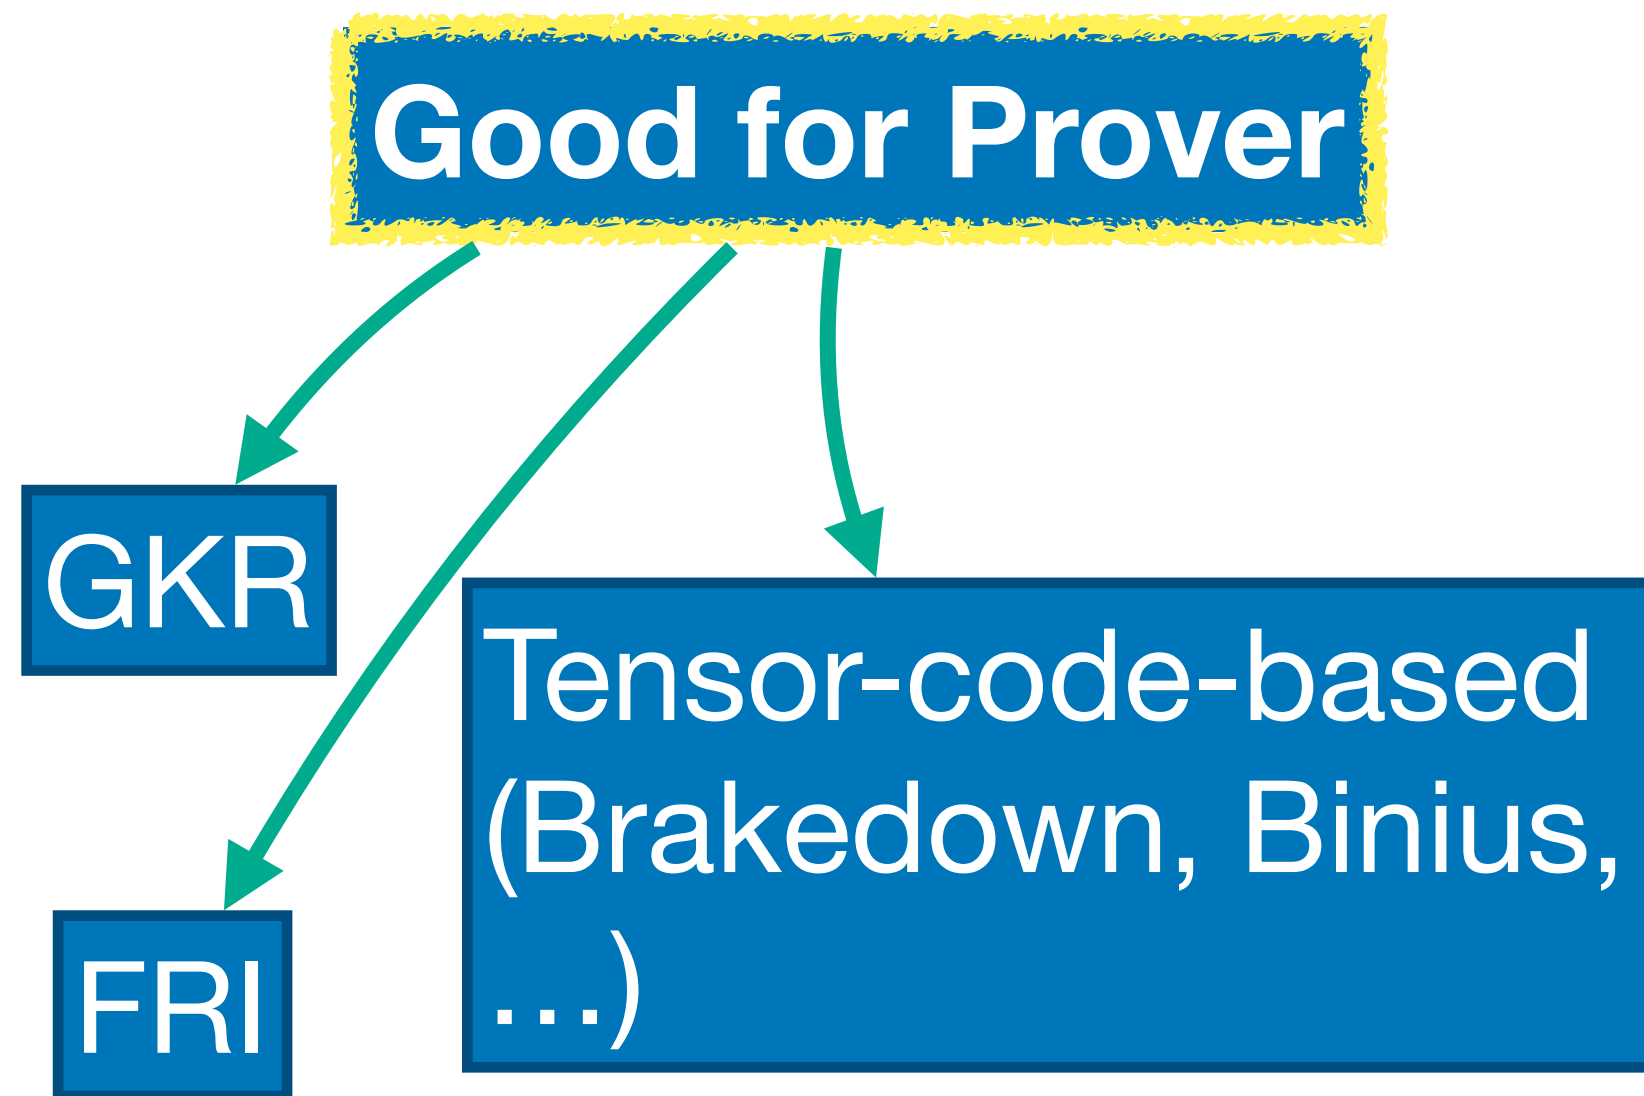 Good for Prover
GKR
Tensor-code-based
(Brakedown, Binius,
…)
FRI